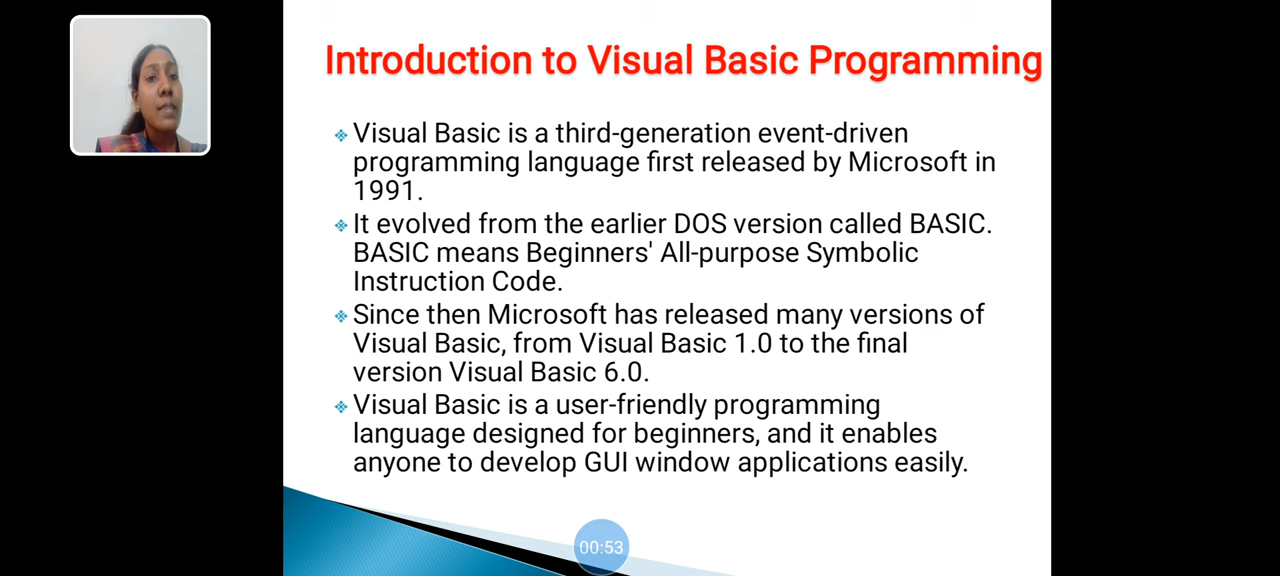 Introduction to Visual Basic Programming
Visual Basic is a third-generation event-driven
programming language first released by Microsoft in
1991.
It evolved from the earlier DOS version called BASIC.
BASIC means Beginners' All-purpose Symbolic
Instruction Code.
Since then Microsoft has released many versions of
Visual Basic, from Visual Basic 1.0 to the final
version Visual Basic 6.0.
Visual Basic is a user-friendly programming
language designed for beginners, and it enables
anyone to develop GUI window applications easily.
00:53